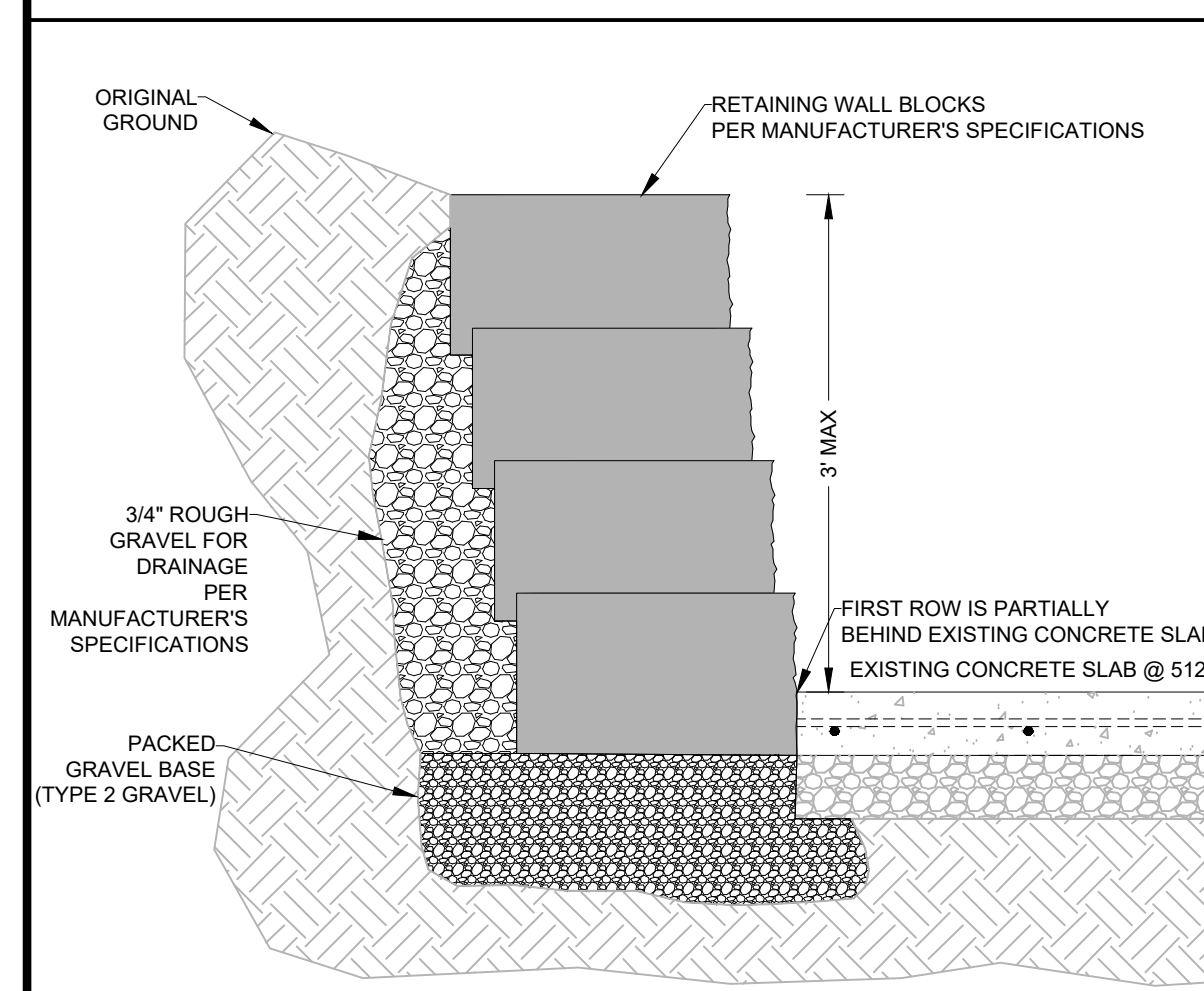 ORIGINAL
GROUND
RETAINING WALL BLOCKS
PER MANUFACTURER'S SPECIFICATIONS
3' MAX
3/4" ROUGH
GRAVEL FOR
DRAINAGE
PER
MANUFACTURER'S
SPECIFICATIONS
FIRST ROW IS PARTIALLY
BEHIND EXISTING CONCRETE
EXISTING CONCRETE SLAB @ 512
PACKED
GRAVEL BASE
(TYPE 2 GRAVEL)